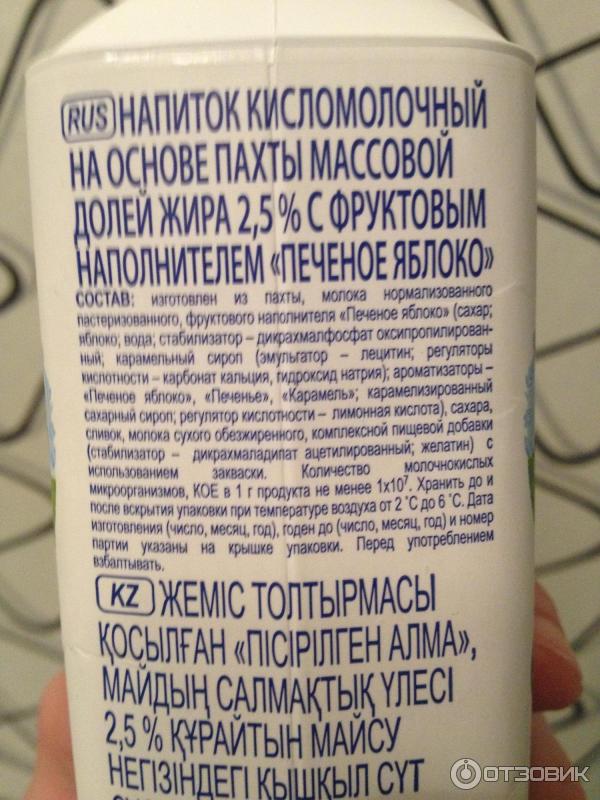 RUS НАПИТОК КИСЛОМОЛОЧНЫЙ
НА ОСНОВЕ ПАХТЫ МАССОВОЙ
ДОЛЕЙ ЖИРА 2,5 % С ФРУКТОВЫМ
НАПОЛНИТЕЛЕМ «ПЕЧЕНОЕ ЯБЛОКО»
СОСТАВ: изготовлен из пахты, молока нормализованного
пастеризованного, фруктового наполнителя «Печеное яблоко» (сахар;
яблоко; вода; стабилизатор – дикрахмалфосфат оксипропилирован-
ный; карамельный сироп (эмульгатор – лецитин; регуляторы
кислотности – карбонат кальция, гидроксид натрия); ароматизаторы –
«Печеное яблоко», «Печенье», «Карамель»; карамелизированный
сахарный сироп; регулятор кислотности – лимонная кислота), сахара,
сливок, молока сухого обезжиренного, комплексной пищевой добавки
(стабилизатор – дикрахмаладипат ацетилированный; желатин) с
использованием закваски. Количество молочнокислых
микроорганизмов, КОЕ в 1 г продукта не менее 1х10⁷. Хранить до и
после вскрытия упаковки при температуре воздуха от 2 °С до 6 °С. Дата
изготовления (число, месяц, год), годен до (число, месяц, год) и номер
партии указаны на крышке упаковки. Перед употреблением
взбалтывать.
KZ ЖЕМІС ТОЛТЫРМАСЫ
ҚОСЫЛҒАН «ПІСІРІЛГЕН АЛМА»,
МАЙДЫҢ САЛМАҚТЫҚ ҮЛЕСІ
2,5 % ҚҰРАЙТЫН МАЙСУ
НЕГІЗІНДЕГІ ҚЫШҚЫЛ СҮТ
ОТЗОВИК